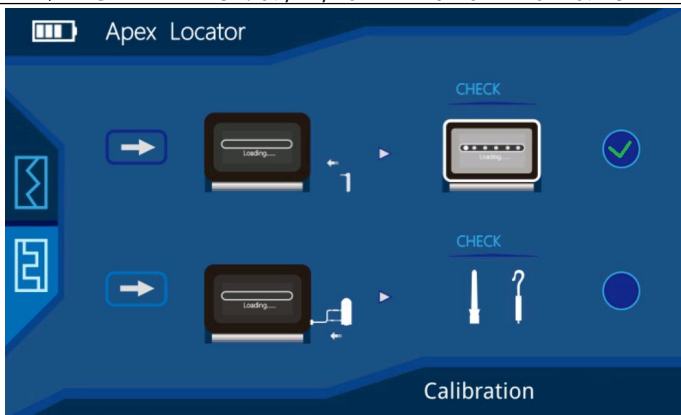 Apex Locator
CHECK
Loading.....
Loading.....
CHECK
Loading.....
Calibration